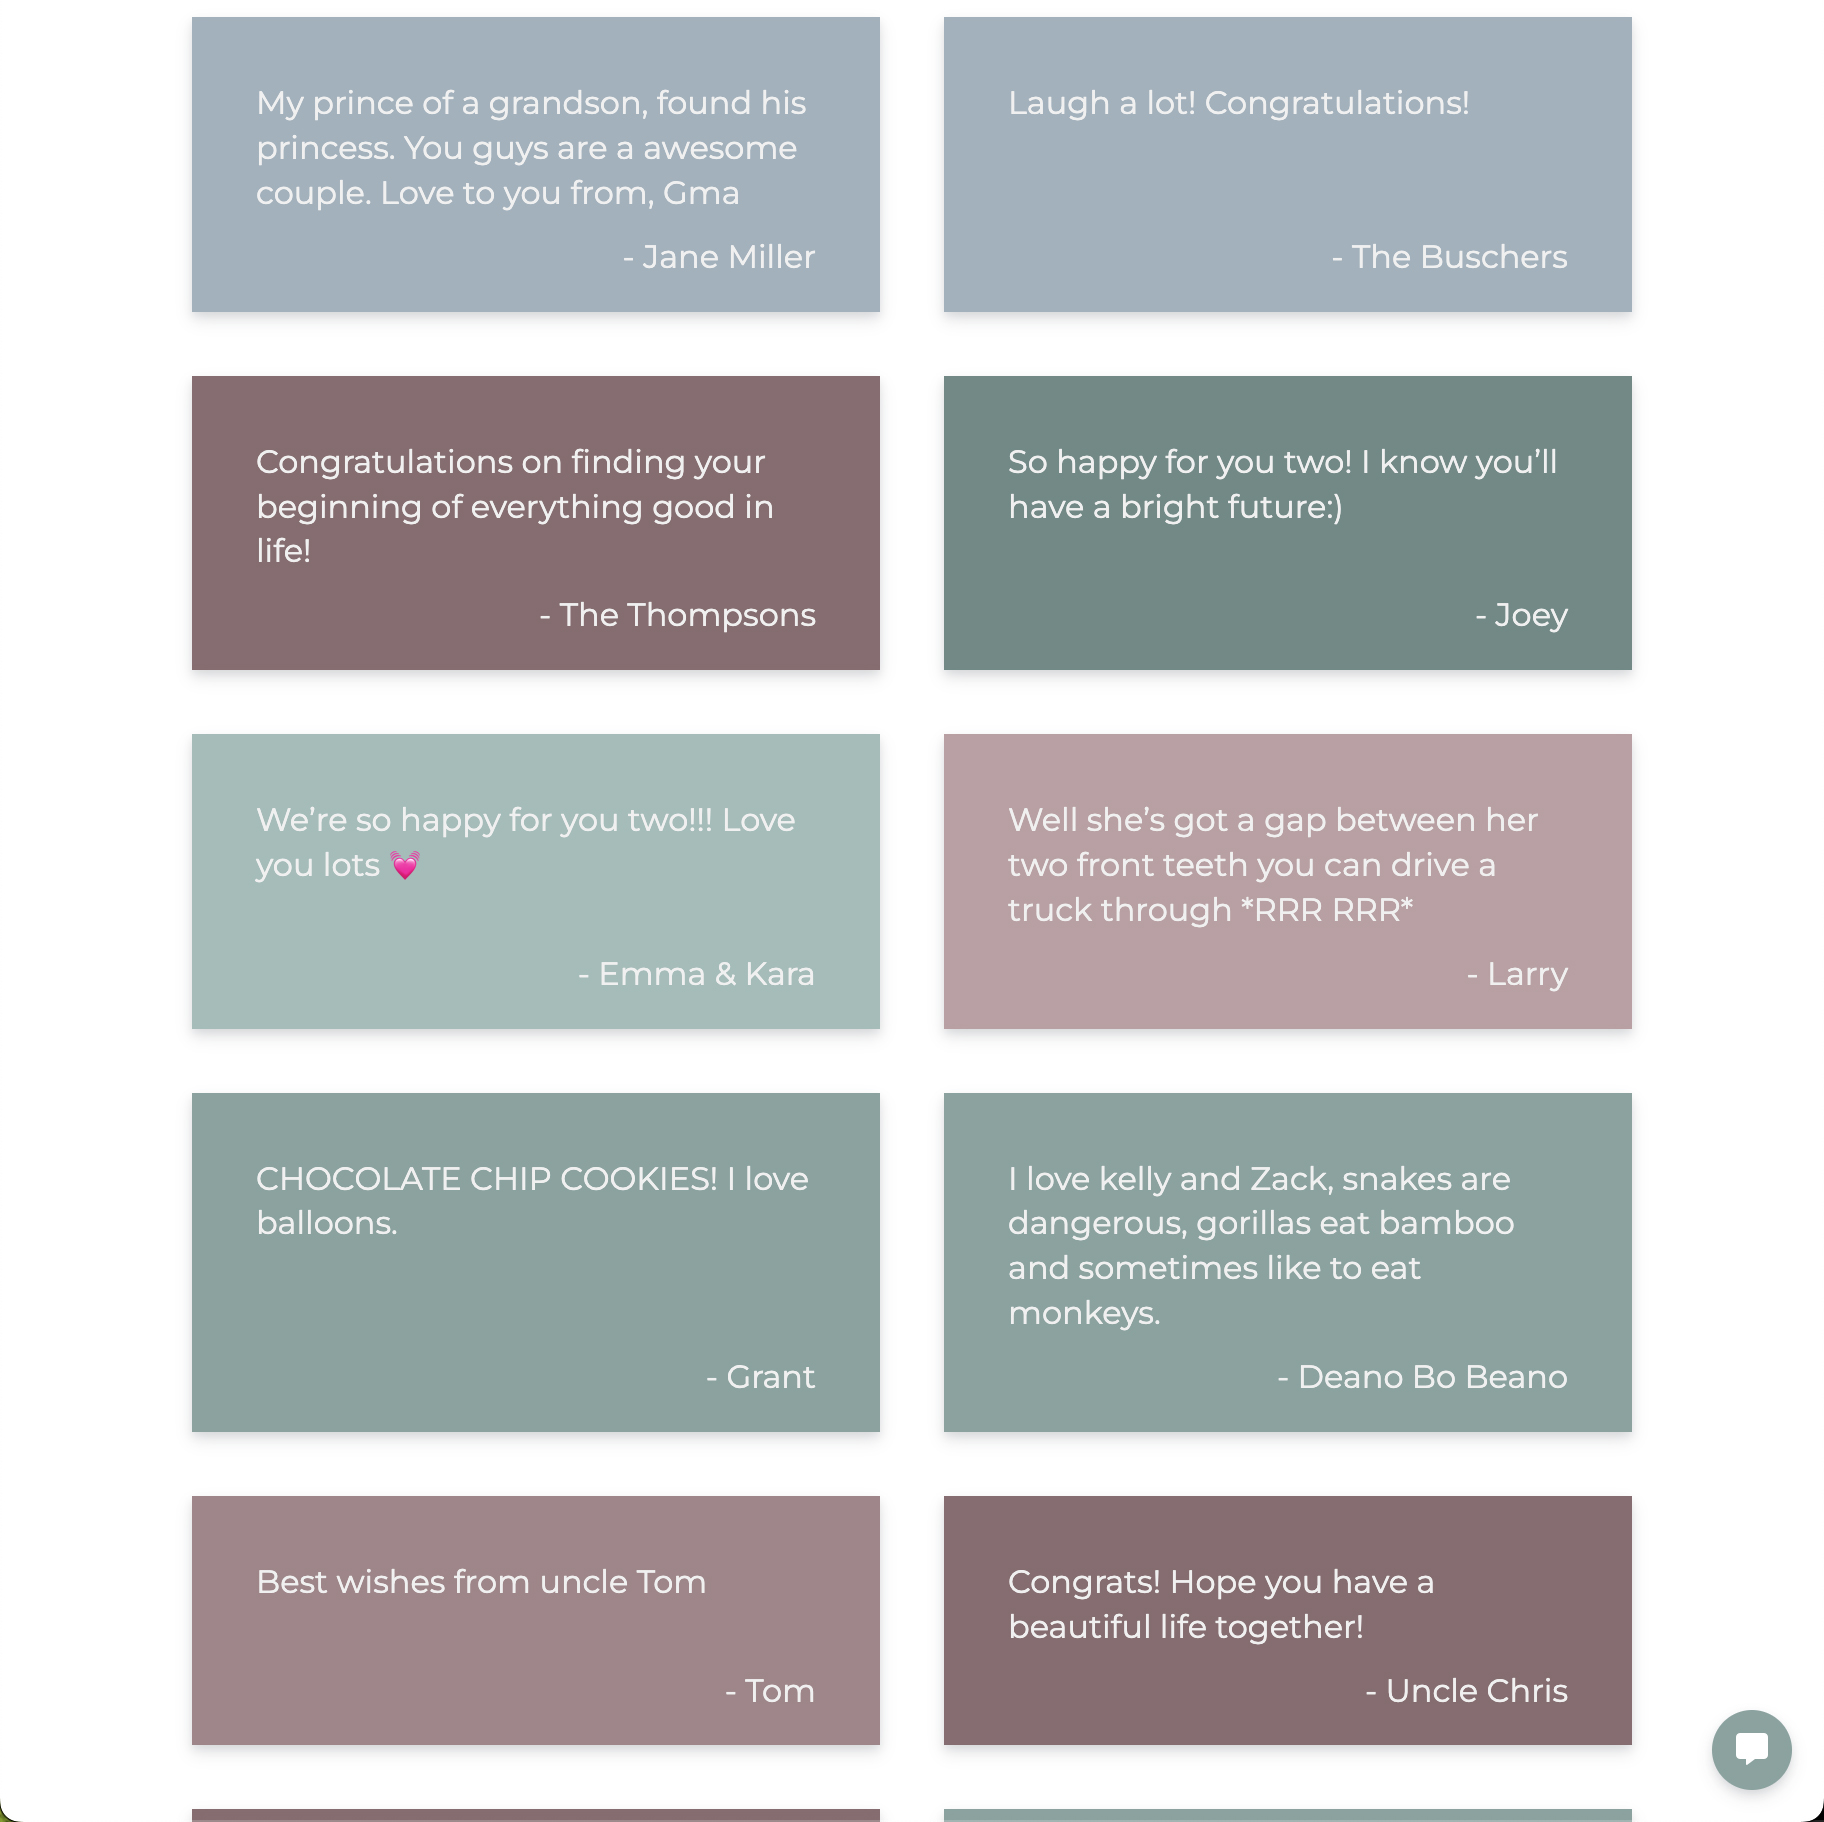 My prince of a grandson, found his
princess. You guys are a awesome
couple. Love to you from, Gma
- Jane Miller
Laugh a lot! Congratulations!
- The Buschers
Congratulations on finding your
beginning of everything good in
life!
- The Thompsons
So happy for you two! I know you’ll
have a bright future:)
- Joey
We’re so happy for you two!!! Love
you lots 💓
- Emma & Kara
Well she’s got a gap between her
two front teeth you can drive a
truck through *RRR RRR*
- Larry
CHOCOLATE CHIP COOKIES! I love
balloons.
- Grant
I love kelly and Zack, snakes are
dangerous, gorillas eat bamboo
and sometimes like to eat
monkeys.
- Deano Bo Beano
Best wishes from uncle Tom
- Tom
Congrats! Hope you have a
beautiful life together!
- Uncle Chris